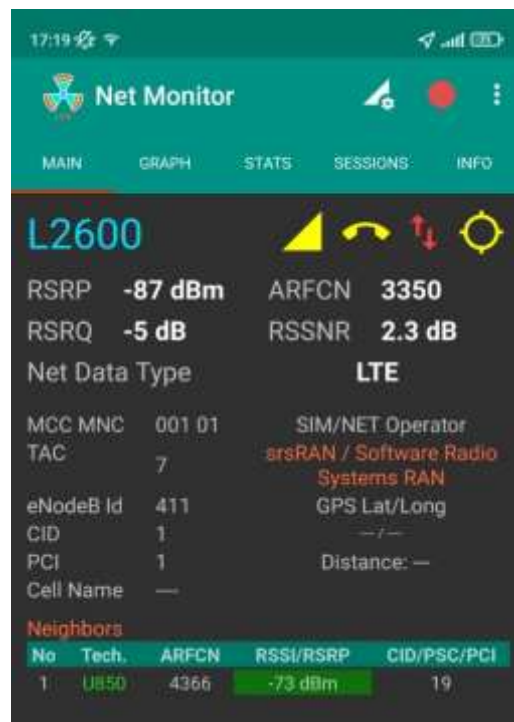 17:19
Net Monitor
MAIN GRAPH STATS SESSIONS INFO
L2600
RSRP -87 dBm ARFCN 3350
RSRQ -5 dB RSSNR 2.3 dB
Net Data Type LTE
MCC MNC 001 01 SIM/NET Operator
TAC 7 srsRAN / Software Radio
Systems RAN
eNodeB Id 411 GPS Lat/Long
CID 1 --/--
PCI 1 Distance: ---
Cell Name ---
Neighbors
No Tech. ARFCN RSSI/RSRP CID/PSC/PCI
1 U850 4366 -73 dBm 19